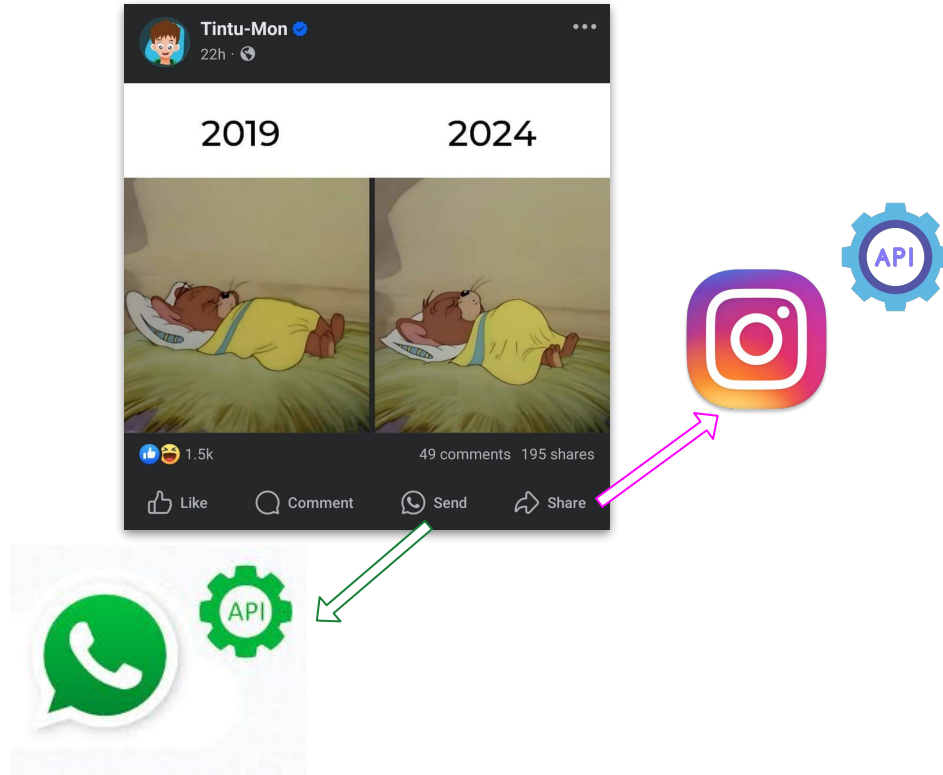 Tintu-Mon
22h ·
2019 2024
API
1.5k 49 comments 195 shares
Like Comment Send Share
API